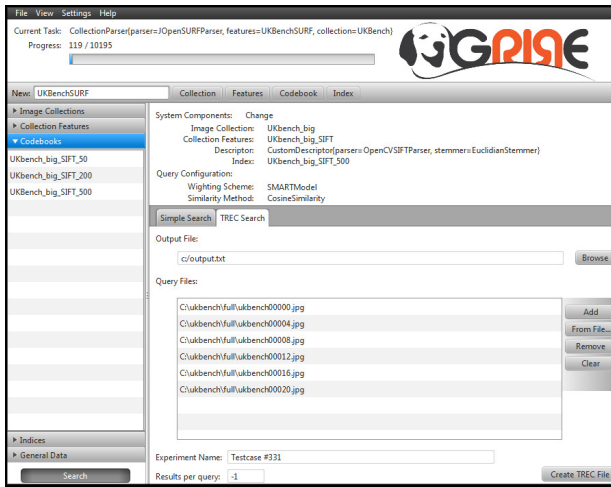 File View Settings Help
Current Task: CollectionParser{parser=JOpenSURFParser, features=UKBenchSURF, collection=UKBench}
Progress: 119 / 10195
GRIRE
New: UKBenchSURF Collection Features Codebook Index
Image Collections
Collection Features
Codebooks
UKbench_big_SIFT_50
UKbench_big_SIFT_200
UKbench_big_SIFT_500
Indices
General Data
Search
System Components: Change
Image Collection: UKbench_big
Collection Features: UKbench_big_SIFT
Descriptor: CustomDescriptor{parser=OpenCVSIFTParser, stemmer=EuclidianStemmer}
Index: UKbench_big_SIFT_500
Query Configuration:
Wighting Scheme: SMARTModel
Similarity Method: CosineSimilarity
Simple Search TREC Search
Output File:
c:/output.txt Browse
Query Files:
C:\ukbench\full\ukbench00000.jpg
C:\ukbench\full\ukbench00004.jpg
C:\ukbench\full\ukbench00008.jpg
C:\ukbench\full\ukbench00012.jpg
C:\ukbench\full\ukbench00016.jpg
C:\ukbench\full\ukbench00020.jpg
Add
From File...
Remove
Clear
Experiment Name: Testcase #331
Results per query: -1 Create TREC File